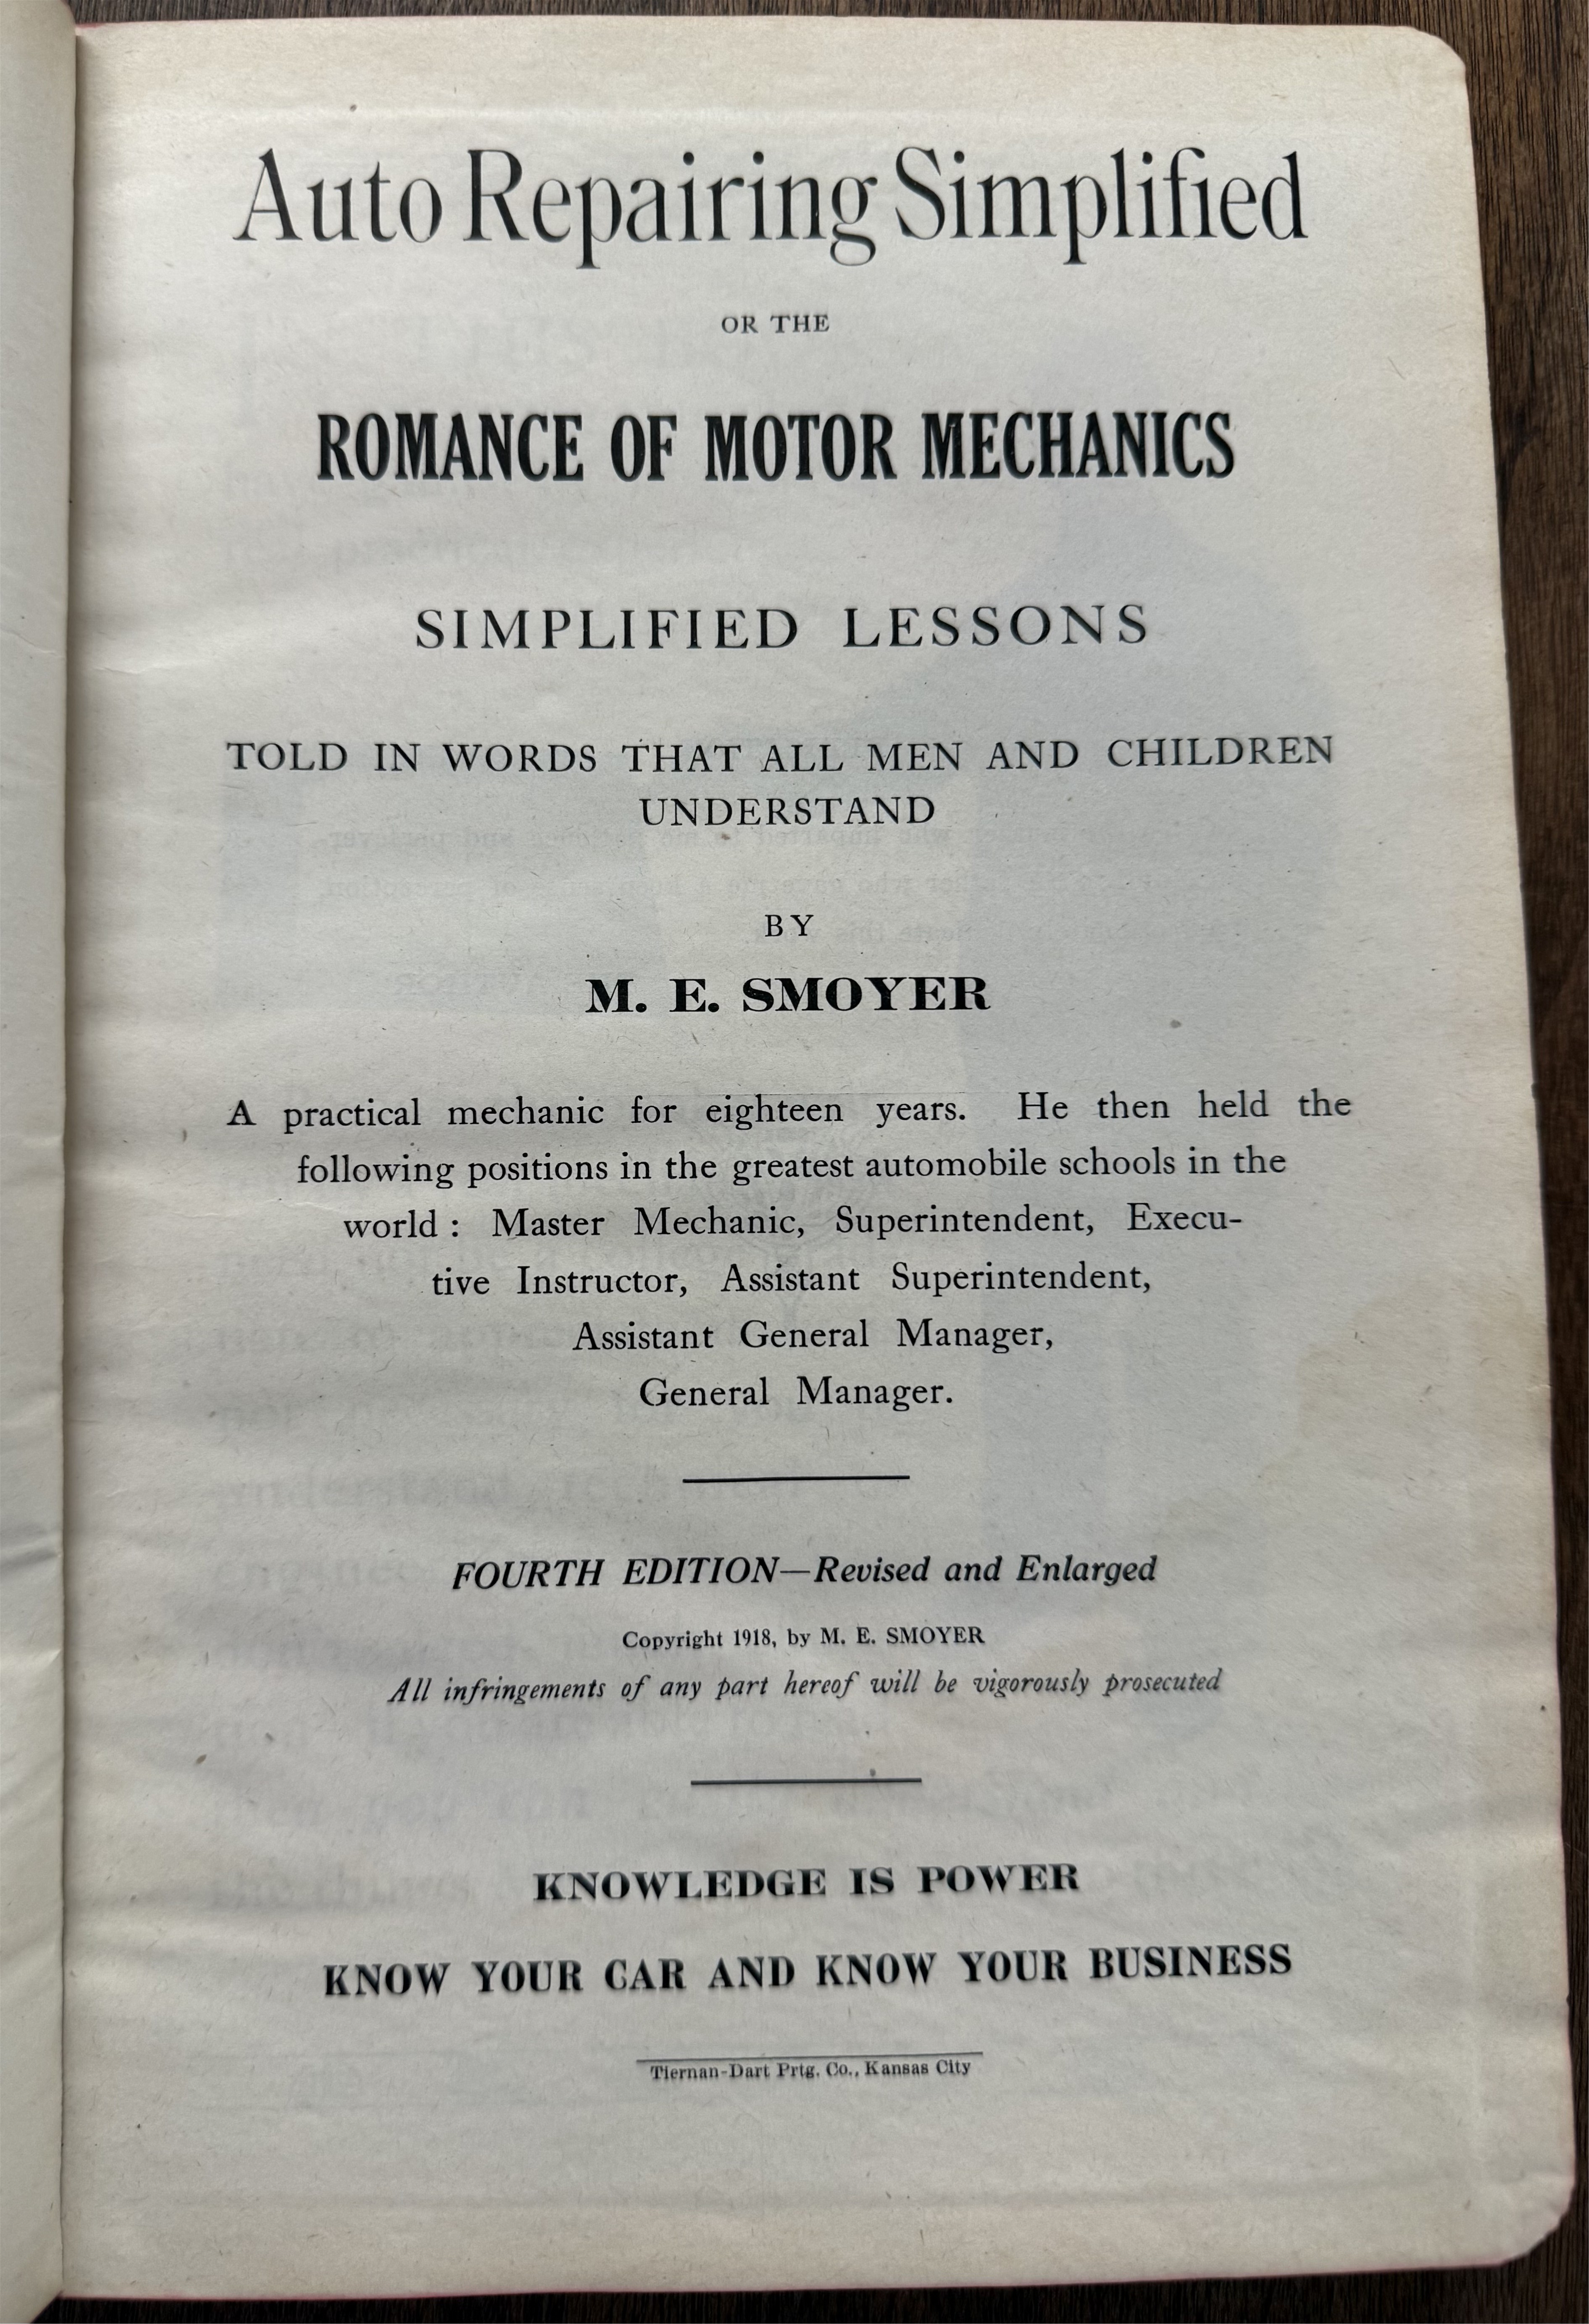 Auto Repairing Simplified
OR THE
ROMANCE OF MOTOR MECHANICS
SIMPLIFIED LESSONS
TOLD IN WORDS THAT ALL MEN AND CHILDREN
UNDERSTAND
BY
M. E. SMOYER
A practical mechanic for eighteen years. He then held the
following positions in the greatest automobile schools in the
world : Master Mechanic, Superintendent, Execu-
tive Instructor, Assistant Superintendent,
Assistant General Manager,
General Manager.
FOURTH EDITION—Revised and Enlarged
Copyright 1918, by M. E. SMOYER
All infringements of any part hereof will be vigorously prosecuted
KNOWLEDGE IS POWER
KNOW YOUR CAR AND KNOW YOUR BUSINESS
Tiernan-Dart Prtg. Co., Kansas City